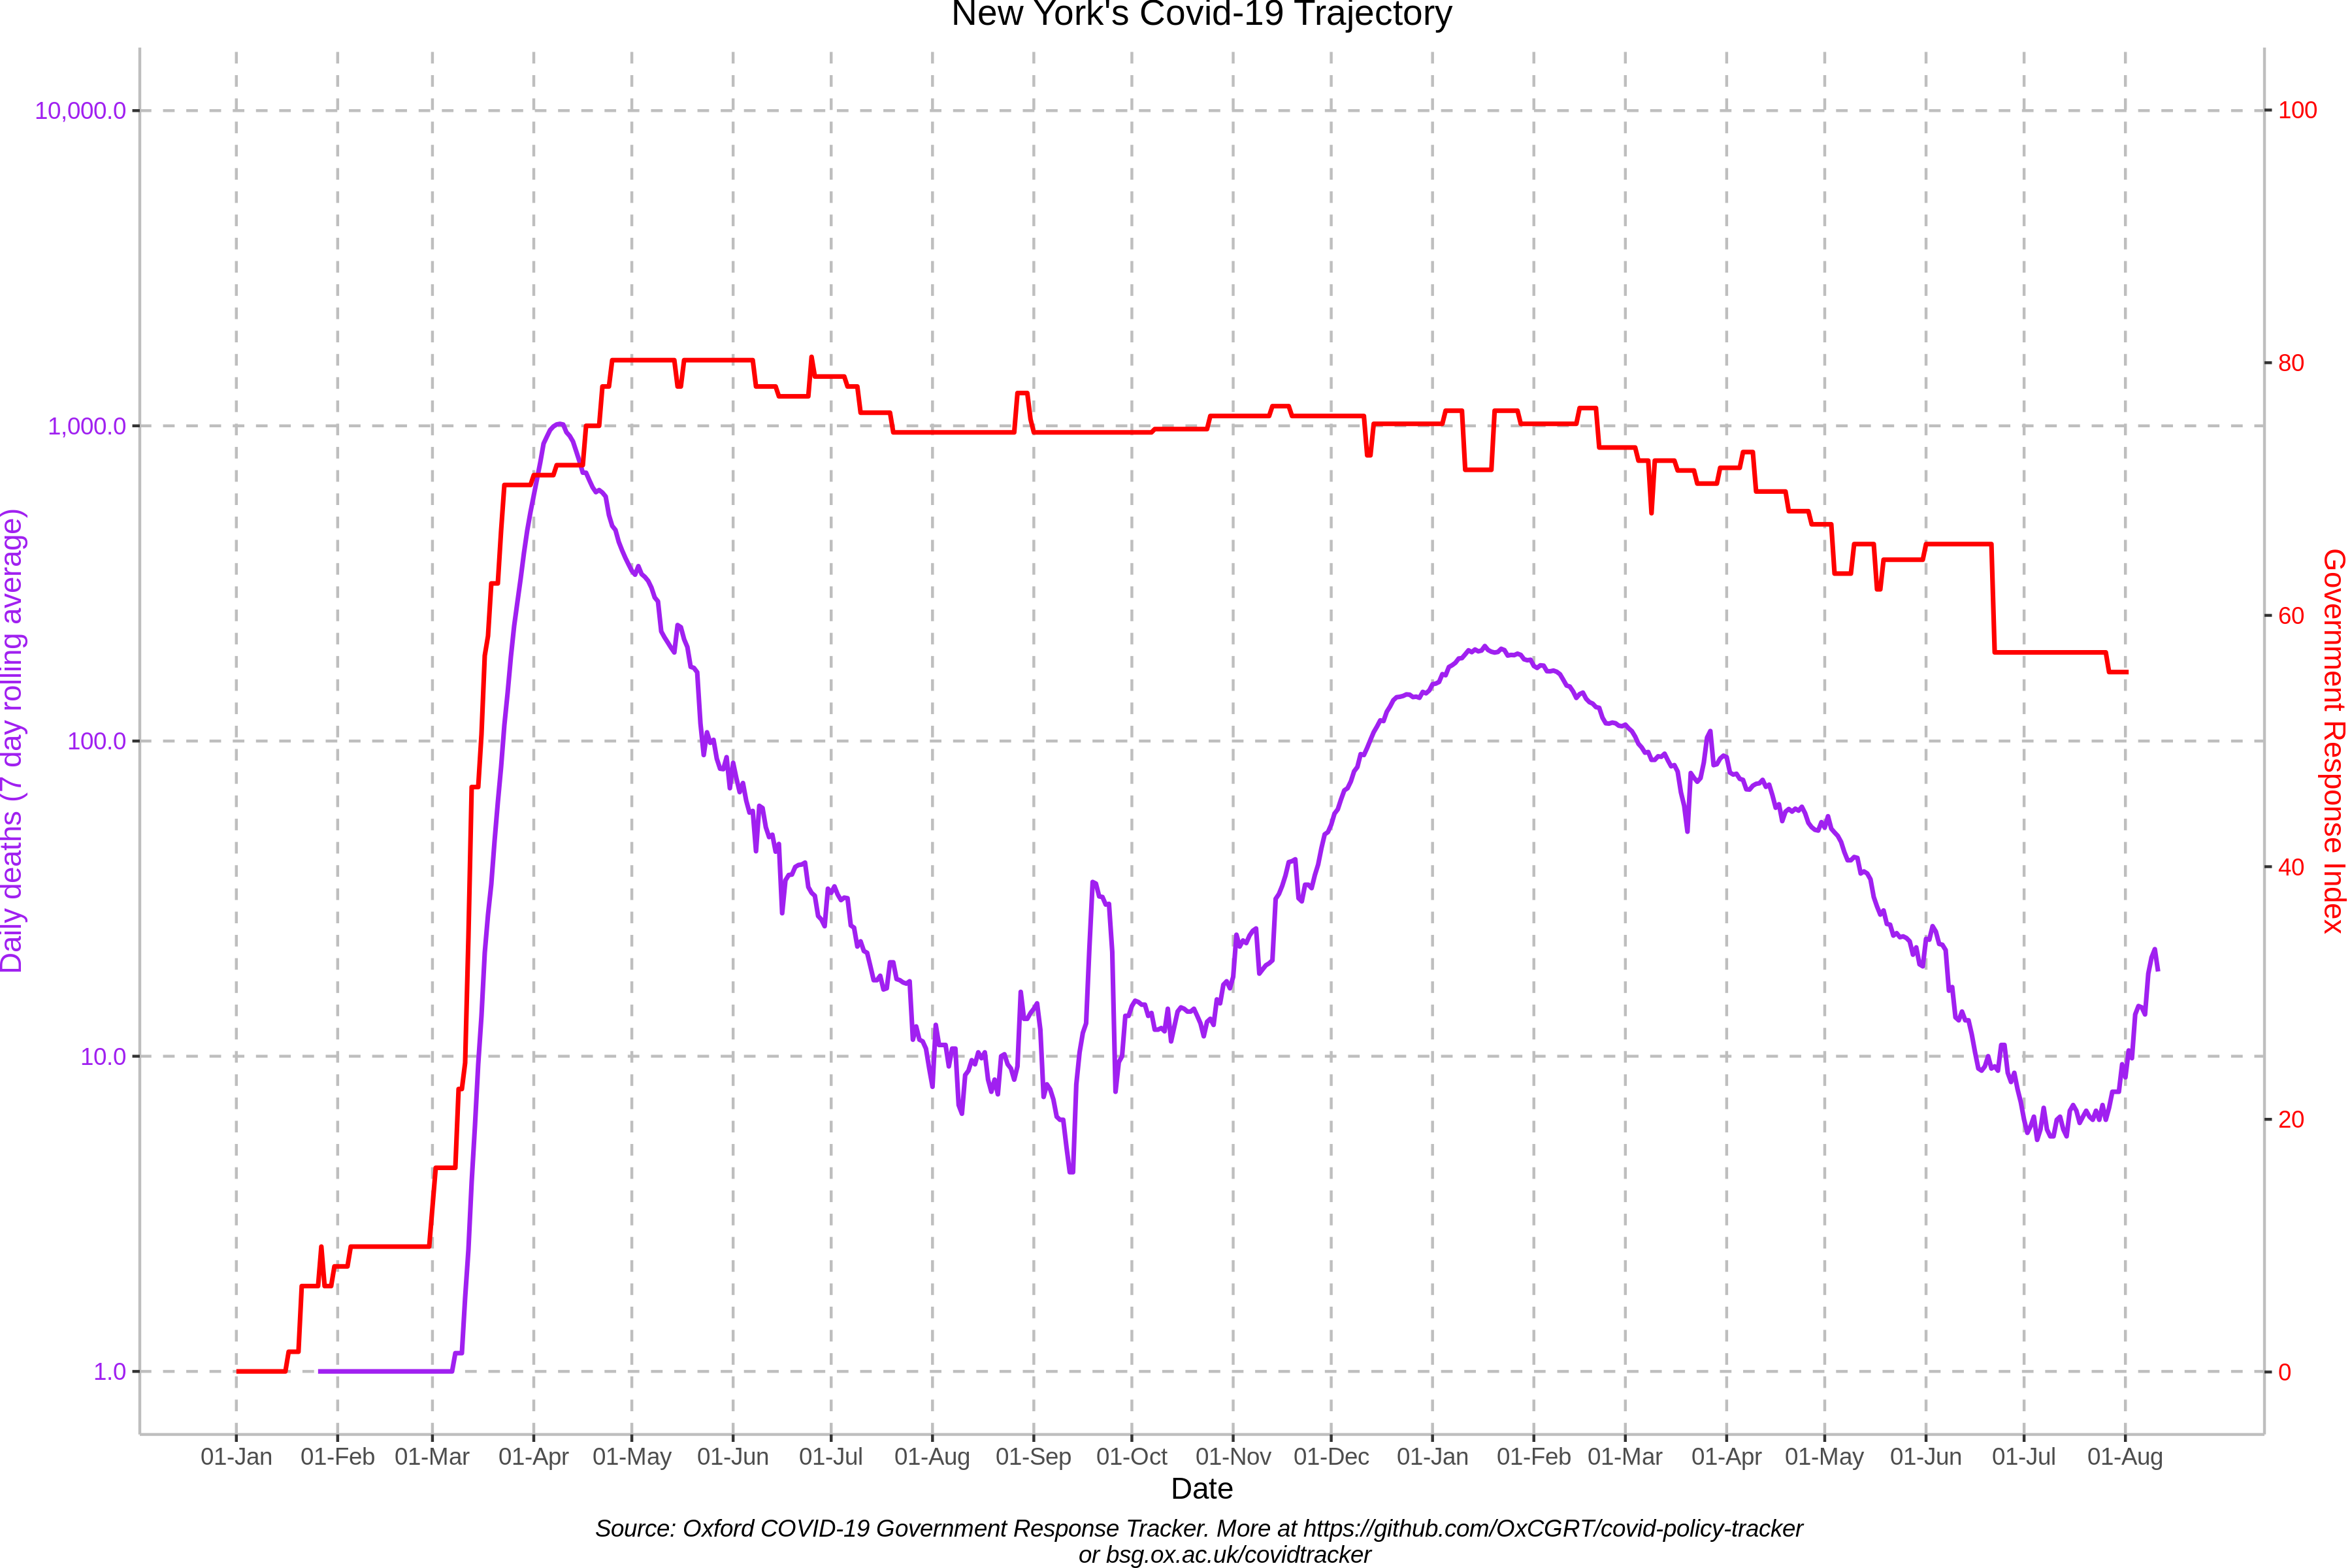 New York's Covid-19 Trajectory
10,000.0
1,000.0
100.0
10.0
1.0
Daily deaths (7 day rolling average)
100
80
60
40
20
0
Government Response Index
01-Jan 01-Feb 01-Mar 01-Apr 01-May 01-Jun 01-Jul 01-Aug 01-Sep 01-Oct 01-Nov 01-Dec 01-Jan 01-Feb 01-Mar 01-Apr 01-May 01-Jun 01-Jul 01-Aug
Date
Source: Oxford COVID-19 Government Response Tracker. More at https://github.com/OxCGRT/covid-policy-tracker
or bsg.ox.ac.uk/covidtracker